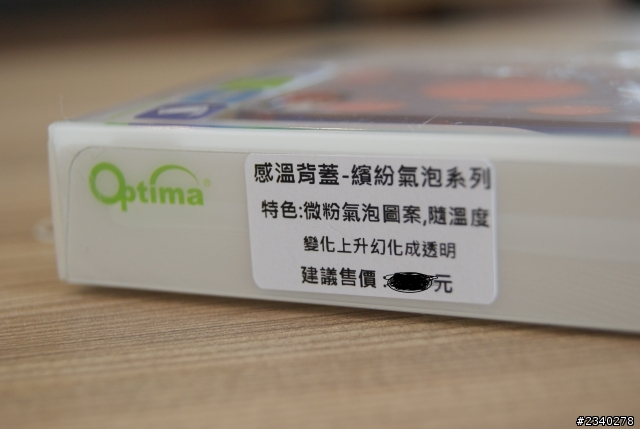 Optima®
感溫背蓋-繽紛氣泡系列
特色:微粉氣泡圖案,隨溫度
變化上升幻化成透明
建議售價: 元
#2340278